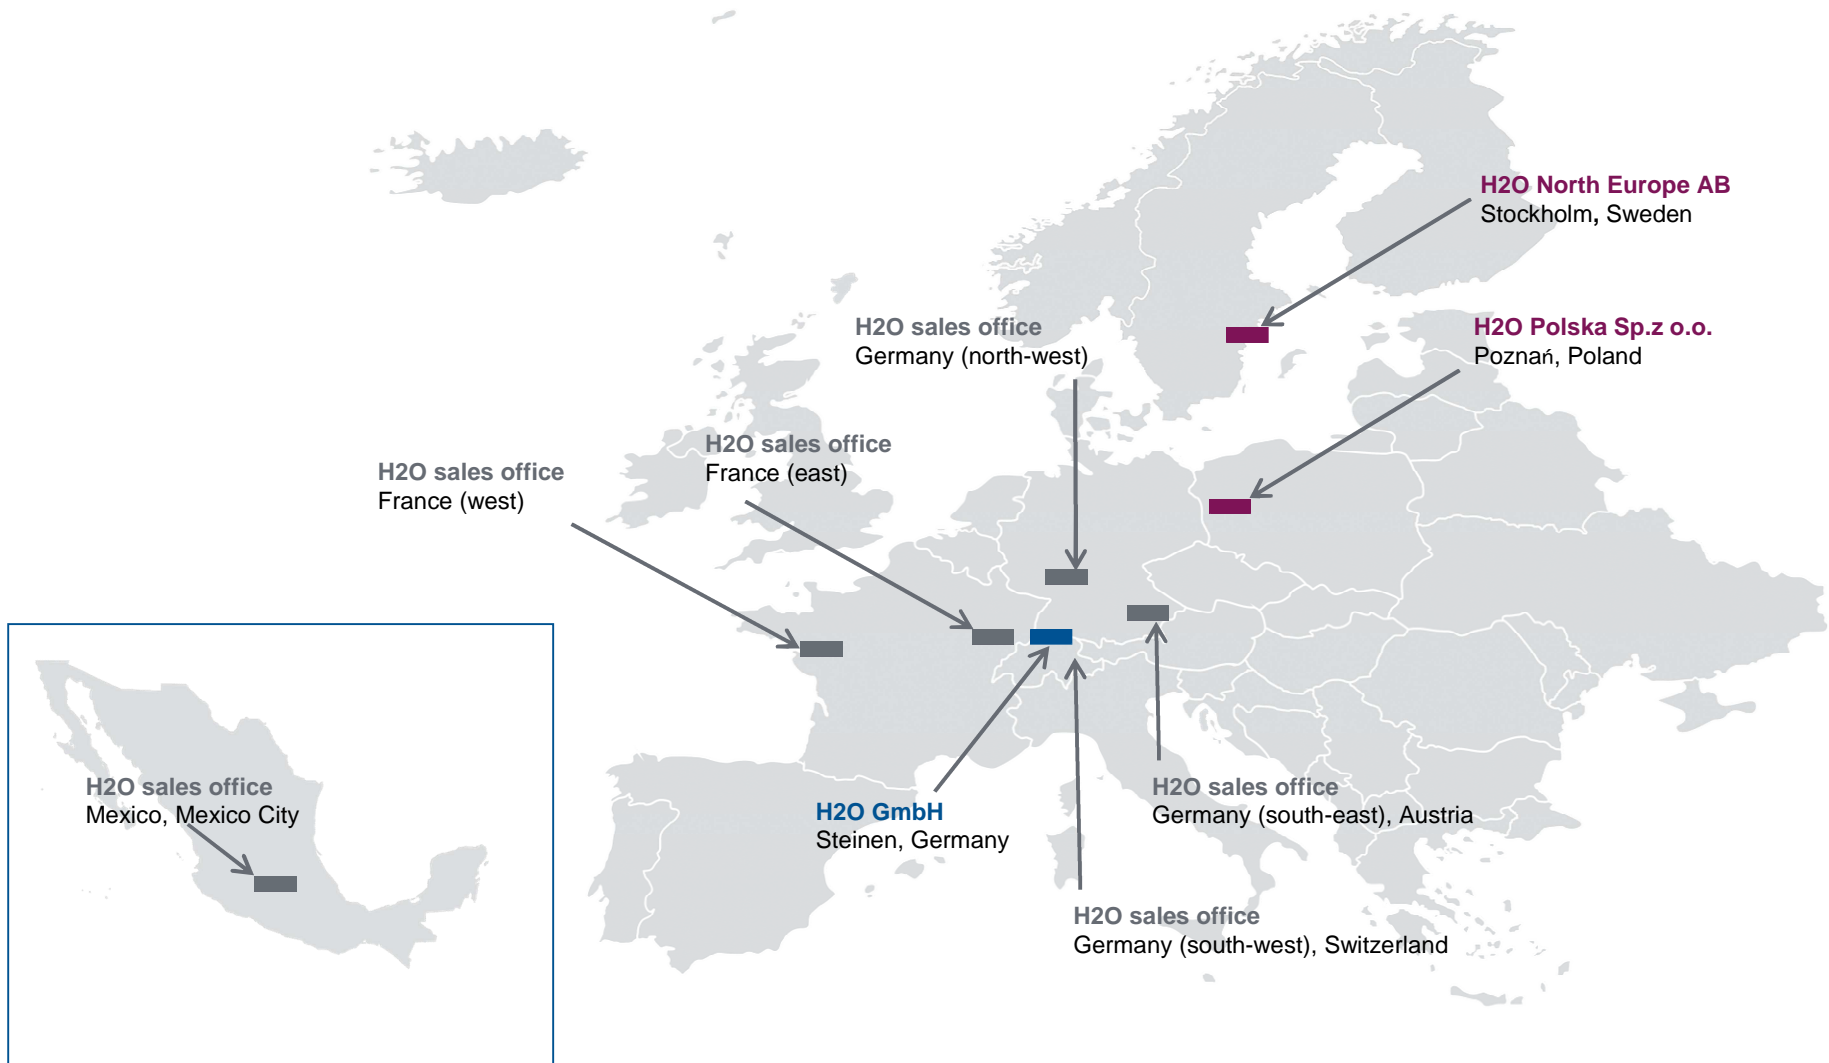 H2O North Europe AB
Stockholm, Sweden
H2O sales office
Germany (north-west)
H2O Polska Sp.z o.o.
Poznań, Poland
H2O sales office
France (east)
H2O sales office
France (west)
H2O sales office
Mexico, Mexico City
H2O GmbH
Steinen, Germany
H2O sales office
Germany (south-east), Austria
H2O sales office
Germany (south-west), Switzerland